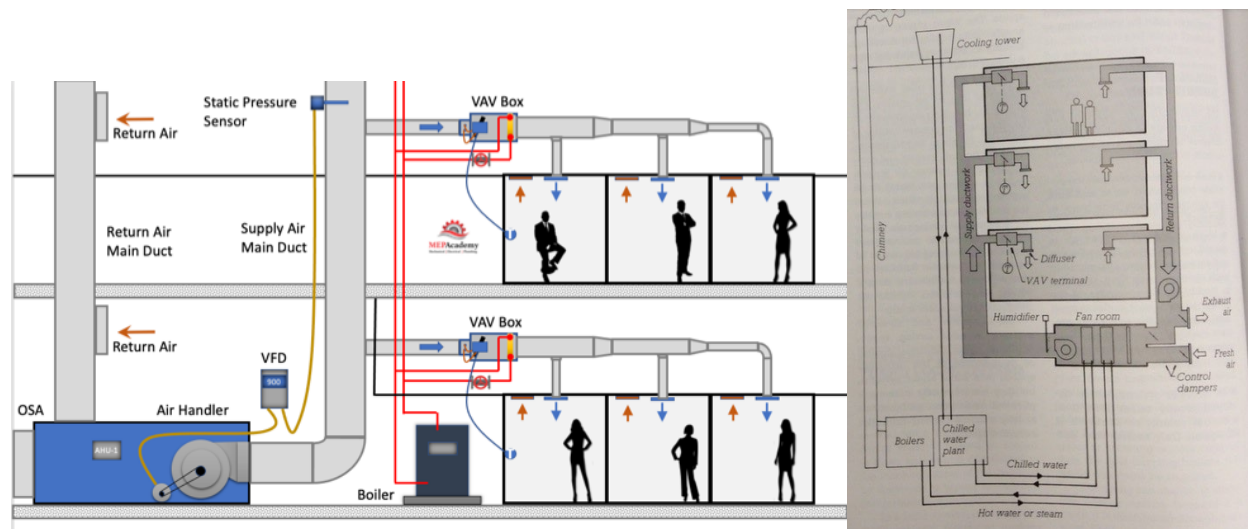 Static Pressure
Sensor
VAV Box
Return Air
Return Air
Main Duct
Supply Air
Main Duct
MEPAcademy
Return Air
VFD
900
VAV Box
OSA
Air Handler
AHU-1
Boiler
Cooling tower
Chimney
Supply ductwork
Return ductwork
Diffuser
VAV terminal
Humidifier
Fan room
Exhaust
air
Fresh
air
Control
dampers
Boilers
Chilled
water
plant
Chilled water
Hot water or steam